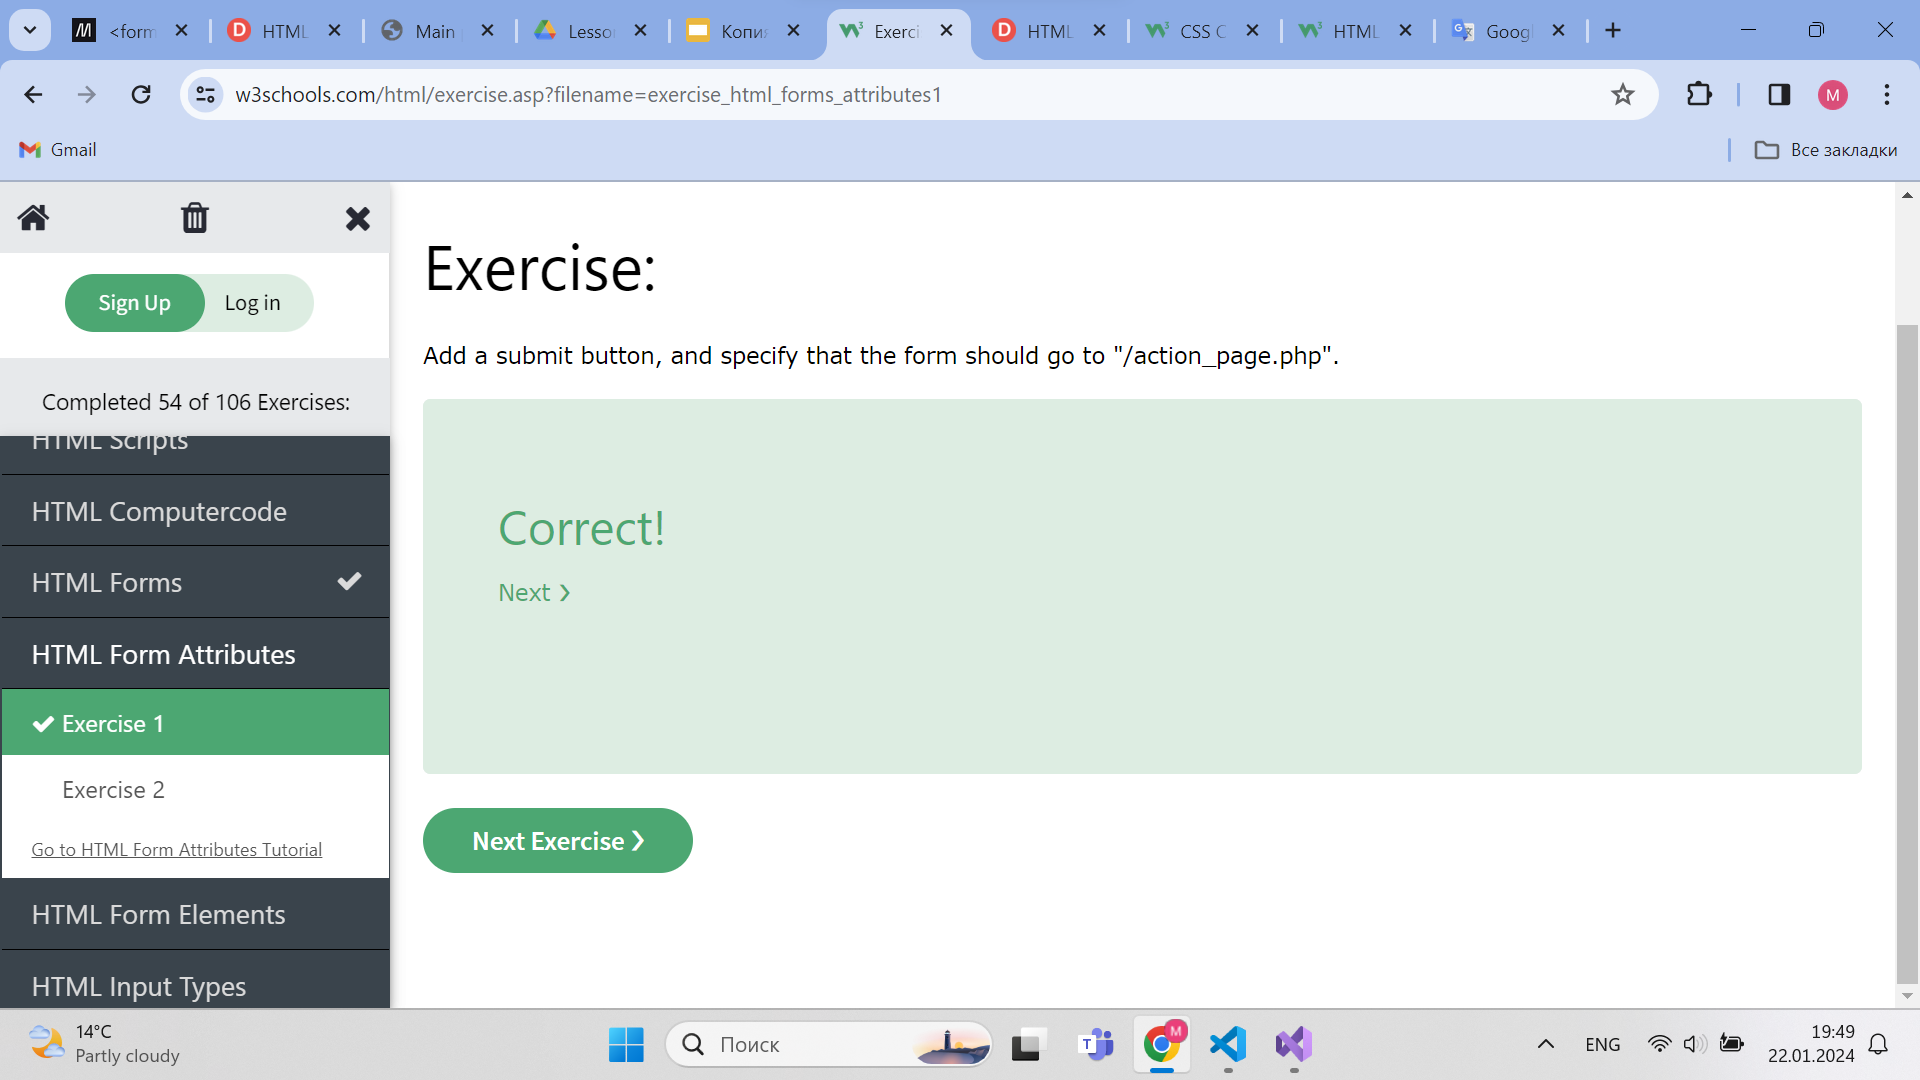 <form
HTML
Main
Lesso
Копи
Exerci
HTML
CSS C
HTML
Googl
w3schools.com/html/exercise.asp?filename=exercise_html_forms_attributes1
M
Gmail
Все закладки
Sign Up
Log in
Completed 54 of 106 Exercises:
HTML Scripts
HTML Computercode
HTML Forms
HTML Form Attributes
Exercise 1
Exercise 2
Go to HTML Form Attributes Tutorial
HTML Form Elements
HTML Input Types
Exercise:
Add a submit button, and specify that the form should go to "/action_page.php".
Correct!
Next ❯
Next Exercise ❯
14°C
Partly cloudy
Поиск
ENG
19:49
22.01.2024